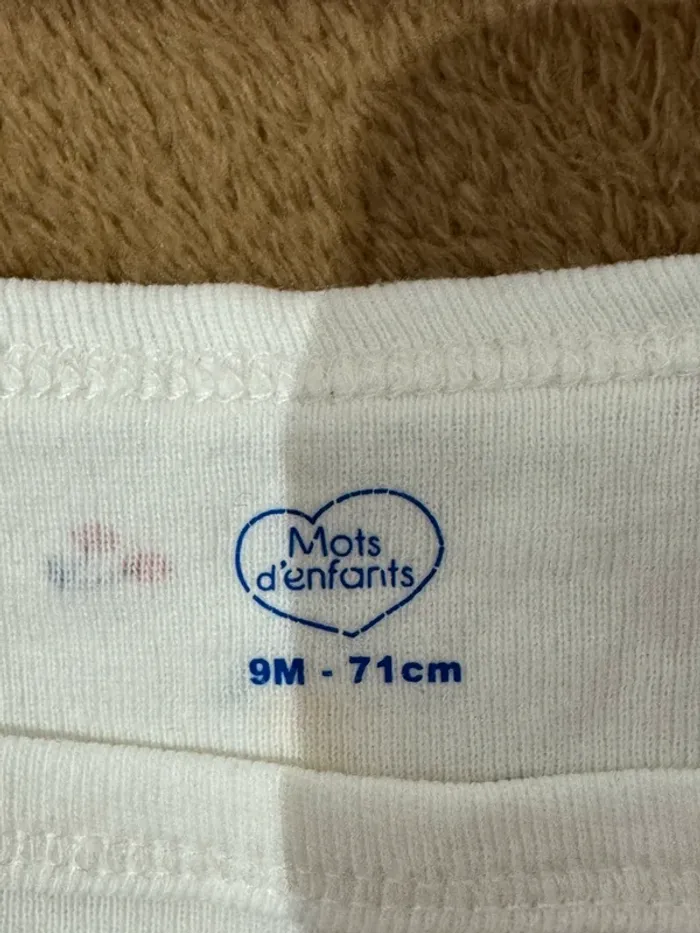 Mots
d'enfants
9M - 71cm